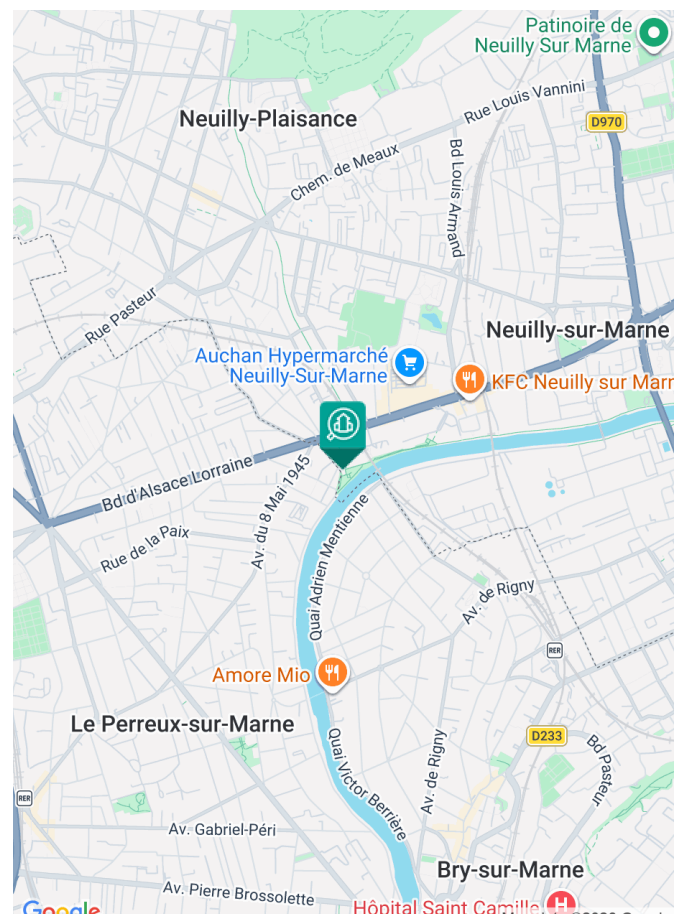 Patinoire de
Neuilly Sur Marne
Rue Louis Vannini
Neuilly-Plaisance
D970
Chem. de Meaux
Bd Louis Armand
Rue Pasteur
Neuilly-sur-Marne
Auchan Hypermarché
Neuilly-Sur-Marne
KFC Neuilly sur Marn
Bd d'Alsace Lorraine
Av. du 8 Mai 1945
Quai Adrien Mentienne
Rue de la Paix
Av. de Rigny
RER
Amore Mio
Le Perreux-sur-Marne
D233
Bd Pasteur
Quai Victor Berrière
Av. de Rigny
RER
Av. Gabriel-Péri
Bry-sur-Marne
Av. Pierre Brossolette
Hôpital Saint Camille
H
Google